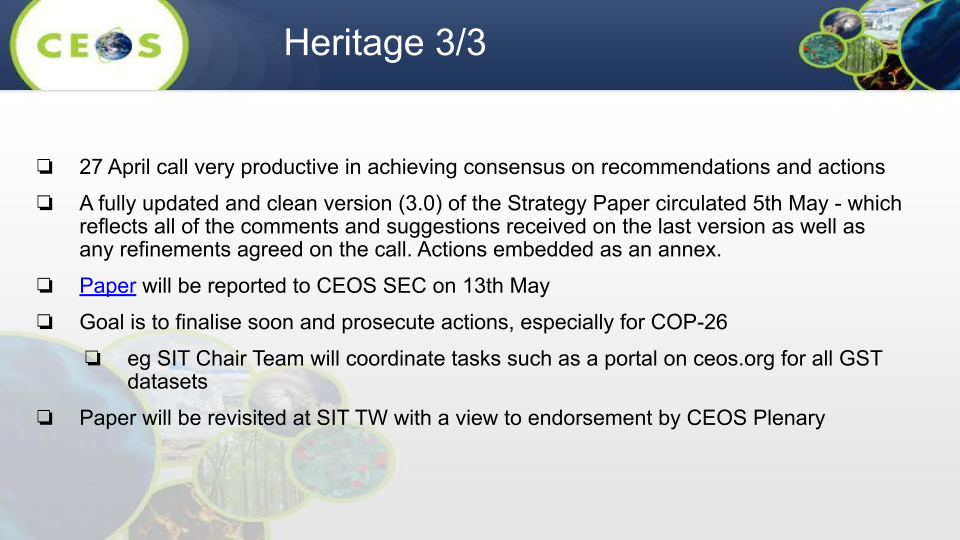 CEOS
Heritage 3/3
❏ 27 April call very productive in achieving consensus on recommendations and actions
❏ A fully updated and clean version (3.0) of the Strategy Paper circulated 5th May - which
reflects all of the comments and suggestions received on the last version as well as
any refinements agreed on the call. Actions embedded as an annex.
❏ Paper will be reported to CEOS SEC on 13th May
❏ Goal is to finalise soon and prosecute actions, especially for COP-26
❏ eg SIT Chair Team will coordinate tasks such as a portal on ceos.org for all GST
datasets
❏ Paper will be revisited at SIT TW with a view to endorsement by CEOS Plenary